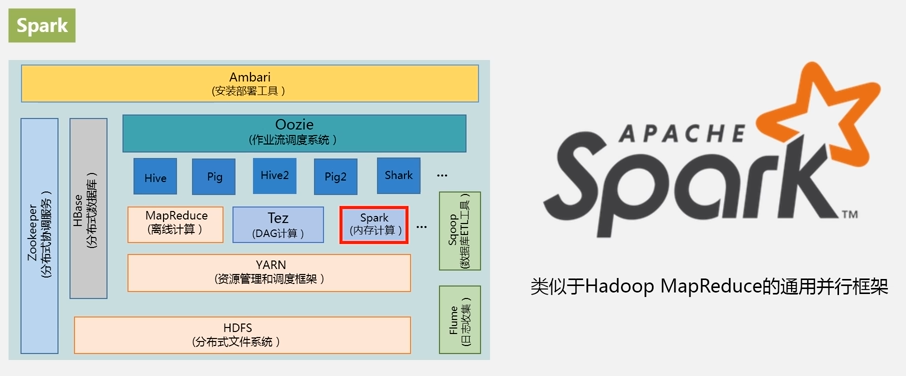 Spark
Ambari
(安装部署工具)
Oozie
(作业流调度系统)
Hive
Pig
Hive2
Pig2
Shark
...
MapReduce
(离线计算)
Tez
(DAG计算)
Spark
(内存计算)
...
YARN
(资源管理和调度框架)
HDFS
(分布式文件系统)
Zookeeper
(分布式协调服务)
HBase
(分布式数据库)
Sqoop
(数据库ETL工具)
Flume
(日志收集)
APACHE
Spark
TM
类似于Hadoop MapReduce的通用并行框架